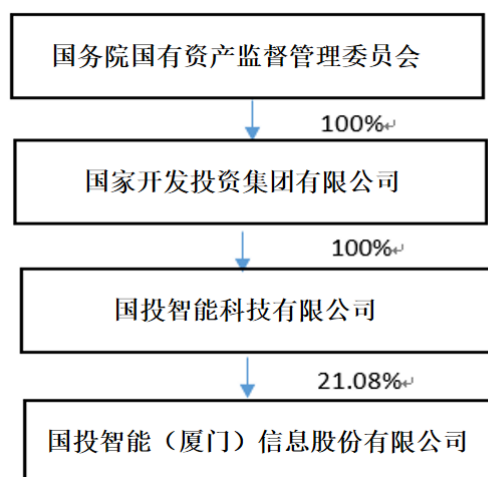 国务院国有资产监督管理委员会
100%↵
国家开发投资集团有限公司
100%↵
国投智能科技有限公司
21.08%↵
国投智能（厦门）信息股份有限公司